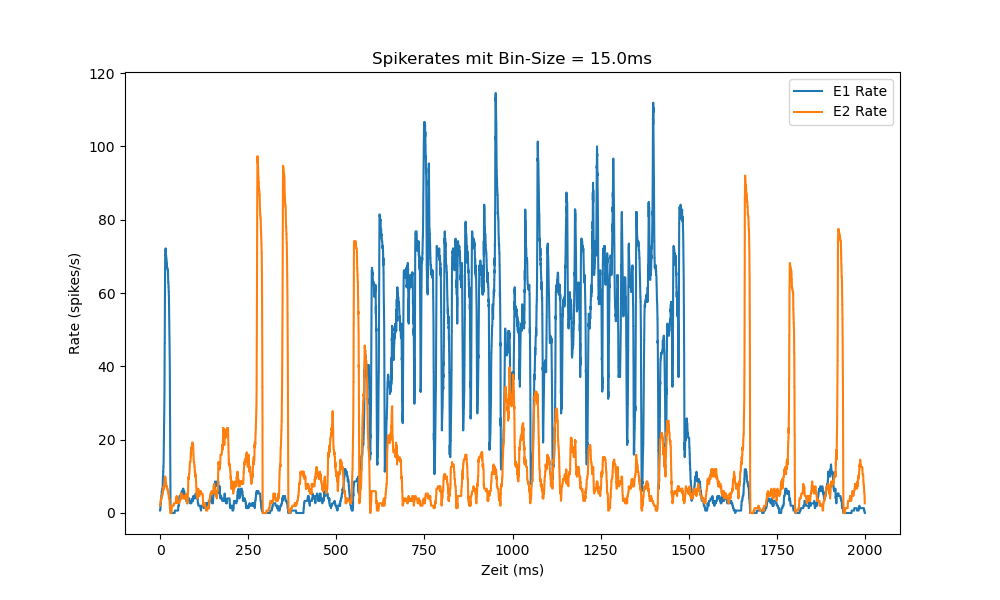 Spikerates mit Bin-Size = 15.0ms
E1 Rate
E2 Rate
120
100
80
60
40
20
0
Rate (spikes/s)
0 250 500 750 1000 1250 1500 1750 2000
Zeit (ms)